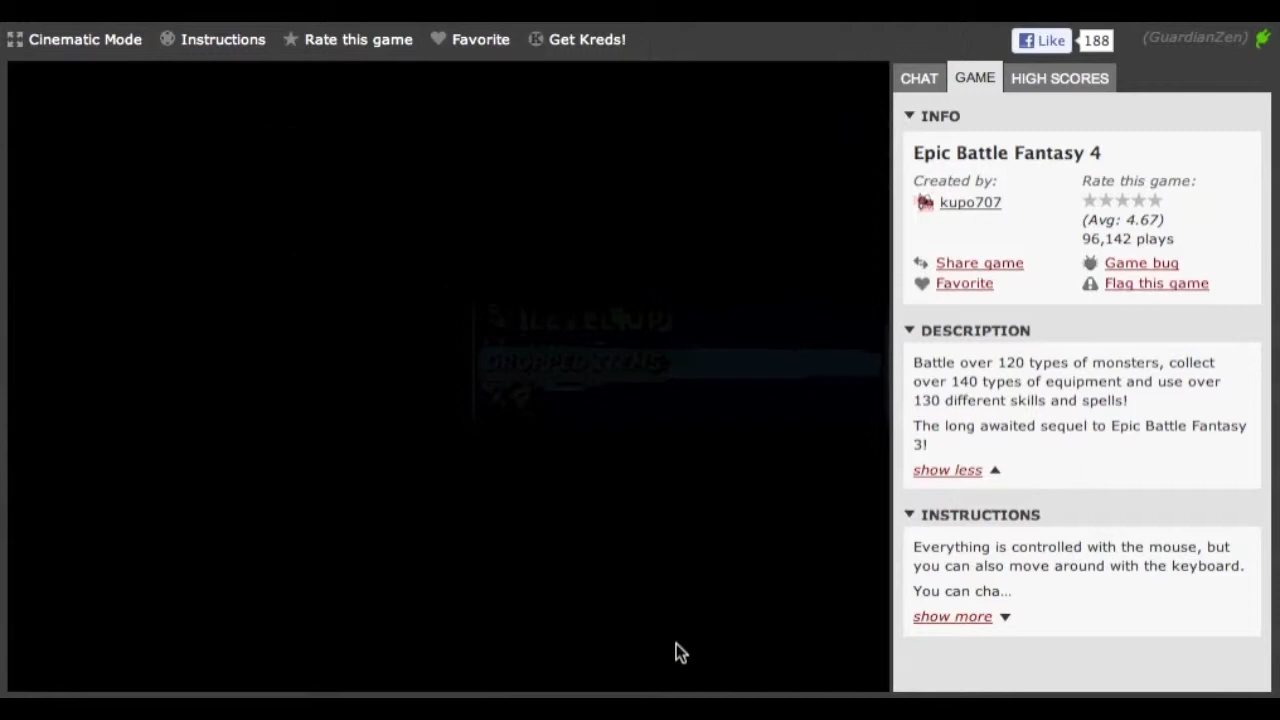 Cinematic Mode
Instructions
Rate this game
Favorite
Get Kreds!
Like
188
(GuardianZen)
CHAT
GAME
HIGH SCORES
INFO
Epic Battle Fantasy 4
Created by:
kupo707
Rate this game:
(Avg: 4.67)
96,142 plays
Share game
Favorite
Game bug
Flag this game
DESCRIPTION
Battle over 120 types of monsters, collect
over 140 types of equipment and use over
130 different skills and spells!
The long awaited sequel to Epic Battle Fantasy
3!
show less
INSTRUCTIONS
Everything is controlled with the mouse, but
you can also move around with the keyboard.
You can cha...
show more
DROPPED ITEMS: